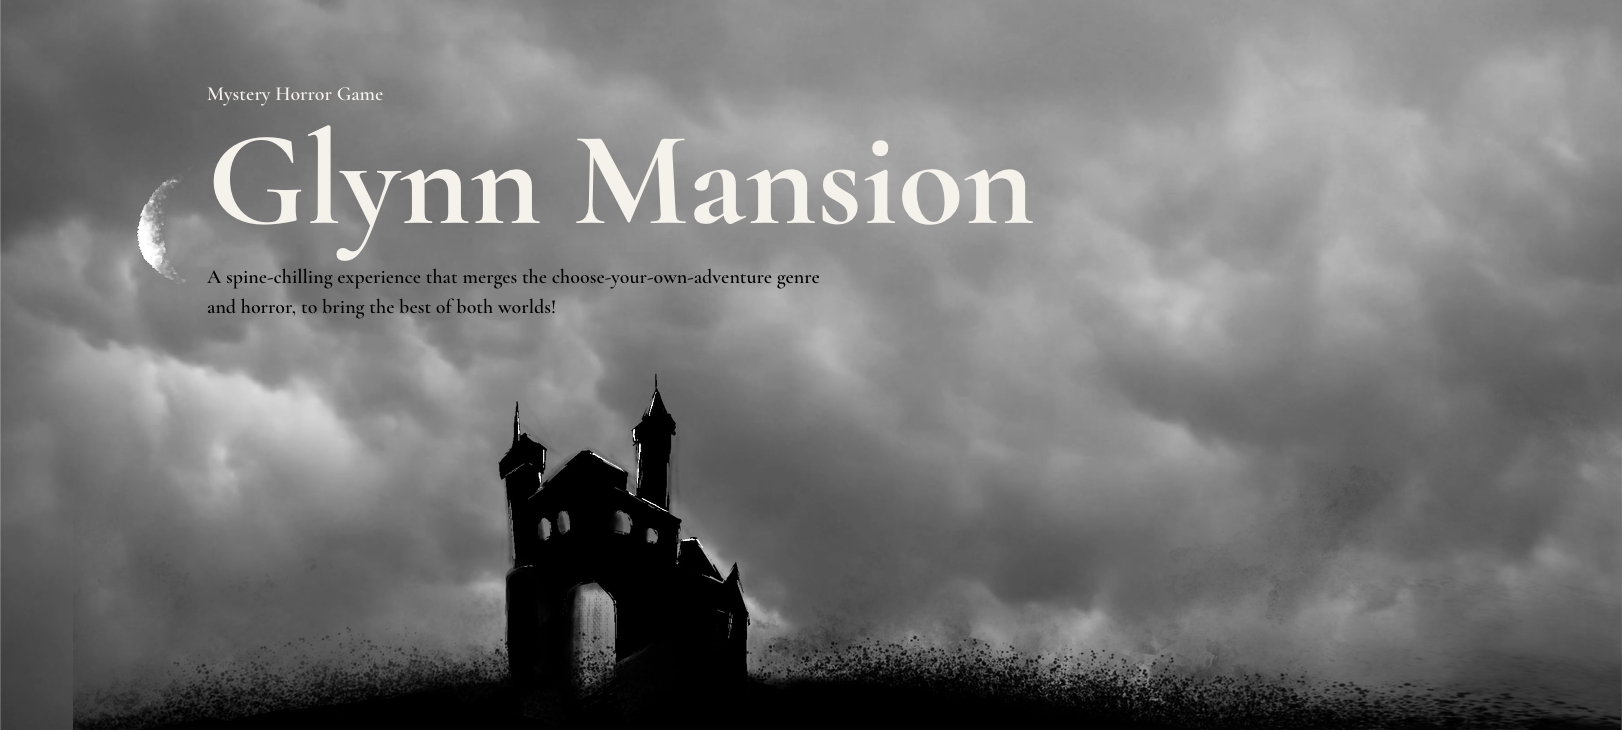 Mystery Horror Game
Glynn Mansion
A spine-chilling experience that merges the choose-your-own-adventure genre
and horror, to bring the best of both worlds!